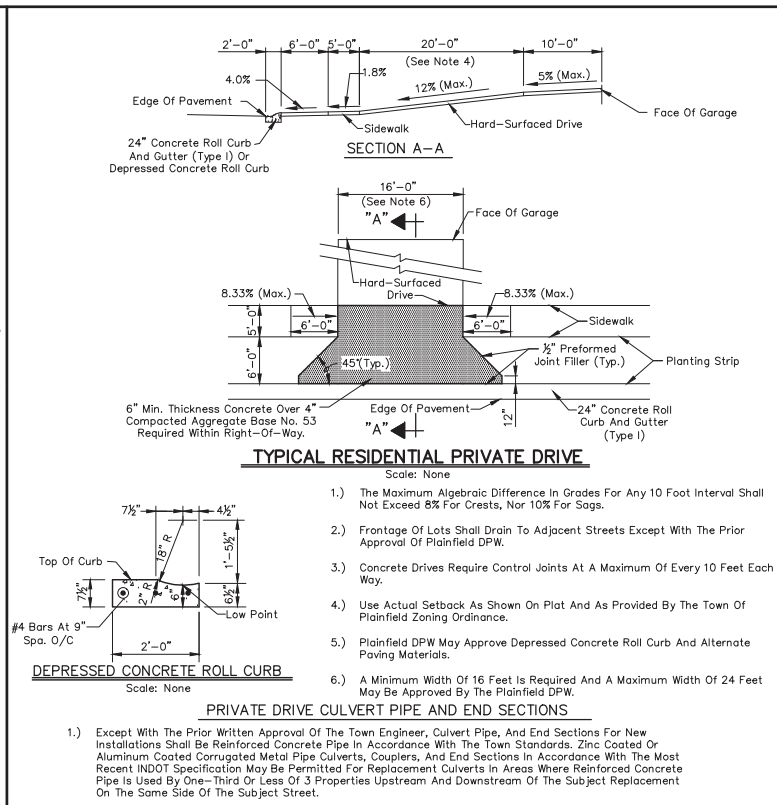 2'-0"
6'-0"
5'-0"
20'-0"
10'-0"
(See Note 4)
4.0%
1.8%
12% (Max.)
5% (Max.)
Edge Of Pavement
Face Of Garage
Sidewalk
Hard-Surfaced Drive
24" Concrete Roll Curb
And Gutter (Type I) Or
Depressed Concrete Roll Curb
SECTION A-A
16'-0"
(See Note 6)
"A"
Face Of Garage
Hard-Surfaced
Drive
8.33% (Max.)
8.33% (Max.)
5'-0"
6'-0"
6'-0"
Sidewalk
6'-0"
45°(Typ.)
½" Preformed
Joint Filler (Typ.)
Planting Strip
6" Min. Thickness Concrete Over 4"
Compacted Aggregate Base No. 53
Required Within Right-Of-Way.
Edge Of Pavement
"A"
12"
24" Concrete Roll
Curb And Gutter
(Type I)
TYPICAL RESIDENTIAL PRIVATE DRIVE
Scale: None
7½"
4½"
18" R
1'-5½"
Top Of Curb
7½"
2" R
6"
6½"
Low Point
#4 Bars At 9"
Spa. O/C
2'-0"
DEPRESSED CONCRETE ROLL CURB
Scale: None
1.) The Maximum Algebraic Difference In Grades For Any 10 Foot Interval Shall
Not Exceed 8% For Crests, Nor 10% For Sags.
2.) Frontage Of Lots Shall Drain To Adjacent Streets Except With The Prior
Approval Of Plainfield DPW.
3.) Concrete Drives Require Control Joints At A Maximum Of Every 10 Feet Each
Way.
4.) Use Actual Setback As Shown On Plat And As Provided By The Town Of
Plainfield Zoning Ordinance.
5.) Plainfield DPW May Approve Depressed Concrete Roll Curb And Alternate
Paving Materials.
6.) A Minimum Width Of 16 Feet Is Required And A Maximum Width Of 24 Feet
May Be Approved By The Plainfield DPW.
PRIVATE DRIVE CULVERT PIPE AND END SECTIONS
1.) Except With The Prior Written Approval Of The Town Engineer, Culvert Pipe, And End Sections For New
Installations Shall Be Reinforced Concrete Pipe In Accordance With The Town Standards. Zinc Coated Or
Aluminum Coated Corrugated Metal Pipe Culverts, Couplers, And End Sections In Accordance With The Most
Recent INDOT Specification May Be Permitted For Replacement Culverts In Areas Where Reinforced Concrete
Pipe Is Used By One-Third Or Less Of 3 Properties Upstream And Downstream Of The Subject Replacement
On The Same Side Of The Subject Street.